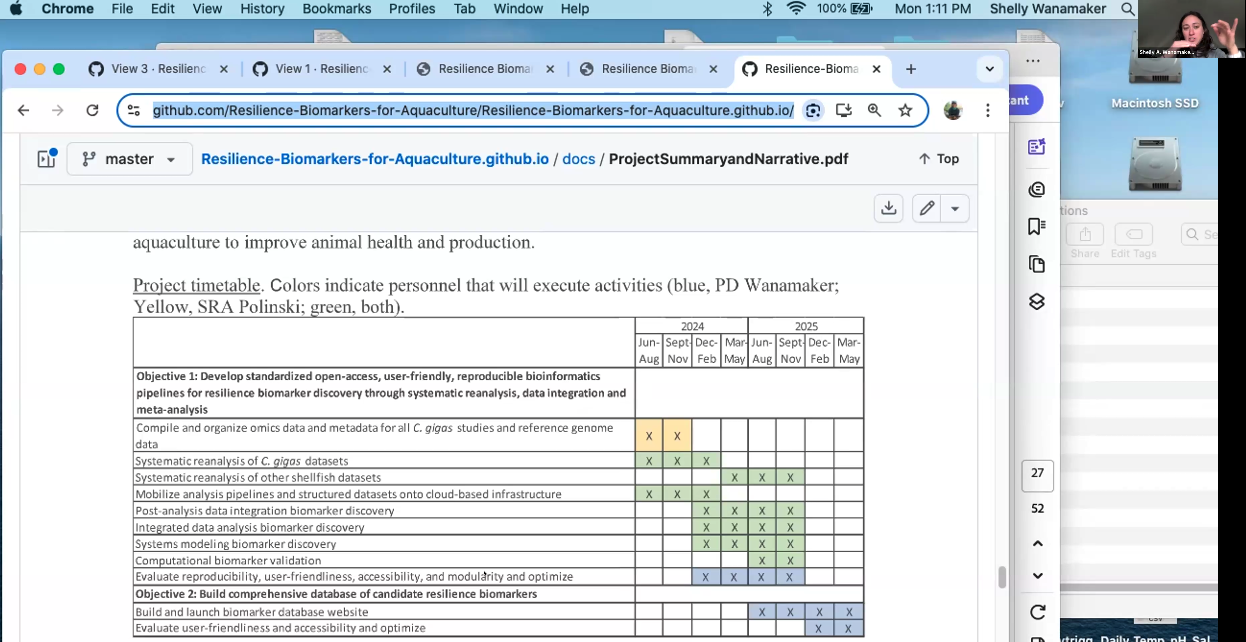 Chrome File Edit View History Bookmarks Profiles Tab Window Help 100% Mon 1:11 PM Shelly Wanamaker
Shelly A. Wanamake...
View 3 · Resilienc View 1 · Resilienc Resilience Bioma Resilience Bioma Resilience-Bioma
github.com/Resilience-Biomarkers-for-Aquaculture/Resilience-Biomarkers-for-Aquaculture.github.io/
Macintosh SSD
master Resilience-Biomarkers-for-Aquaculture.github.io / docs / ProjectSummaryandNarrative.pdf Top
Share Edit Tags
aquaculture to improve animal health and production.
Project timetable. Colors indicate personnel that will execute activities (blue, PD Wanamaker;
Yellow, SRA Polinski; green, both).
2024 2025
Jun- Sept- Dec- Mar- Jun- Sept- Dec- Mar-
Aug Nov Feb May Aug Nov Feb May
Objective 1: Develop standardized open-access, user-friendly, reproducible bioinformatics
pipelines for resilience biomarker discovery through systematic reanalysis, data integration and
meta-analysis
Compile and organize omics data and metadata for all C. gigas studies and reference genome
data X X
Systematic reanalysis of C. gigas datasets X X X
Systematic reanalysis of other shellfish datasets X X X
Mobilize analysis pipelines and structured datasets onto cloud-based infrastructure X X X
Post-analysis data integration biomarker discovery X X X X
Integrated data analysis biomarker discovery X X X X
Systems modeling biomarker discovery X X X X
Computational biomarker validation X X
Evaluate reproducibility, user-friendliness, accessibility, and modularity and optimize X X X X
Objective 2: Build comprehensive database of candidate resilience biomarkers
Build and launch biomarker database website X X X X
Evaluate user-friendliness and accessibility and optimize X X
27
52